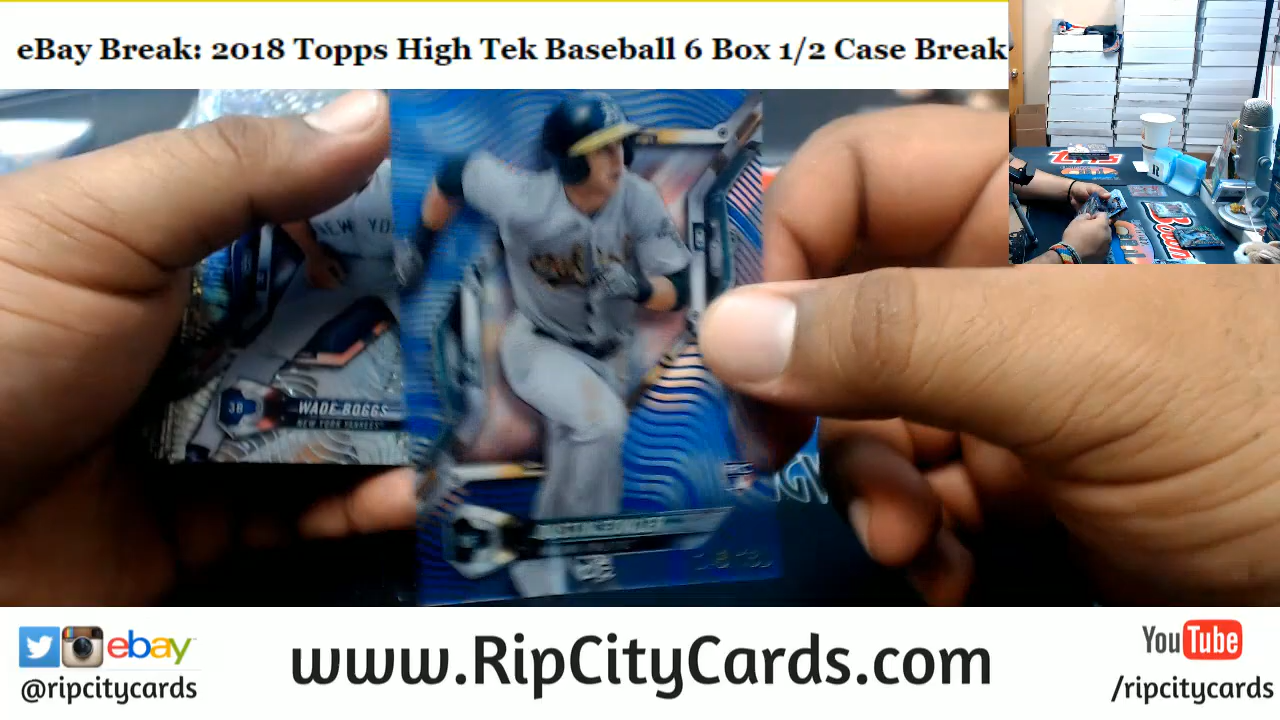 eBay Break: 2018 Topps High Tek Baseball 6 Box 1/2 Case Break
NEW YO
3B
WADE BOGGS
NEW YORK YANKEES
ebay
@ripcitycards
www.RipCityCards.com
YouTube
/ripcitycards